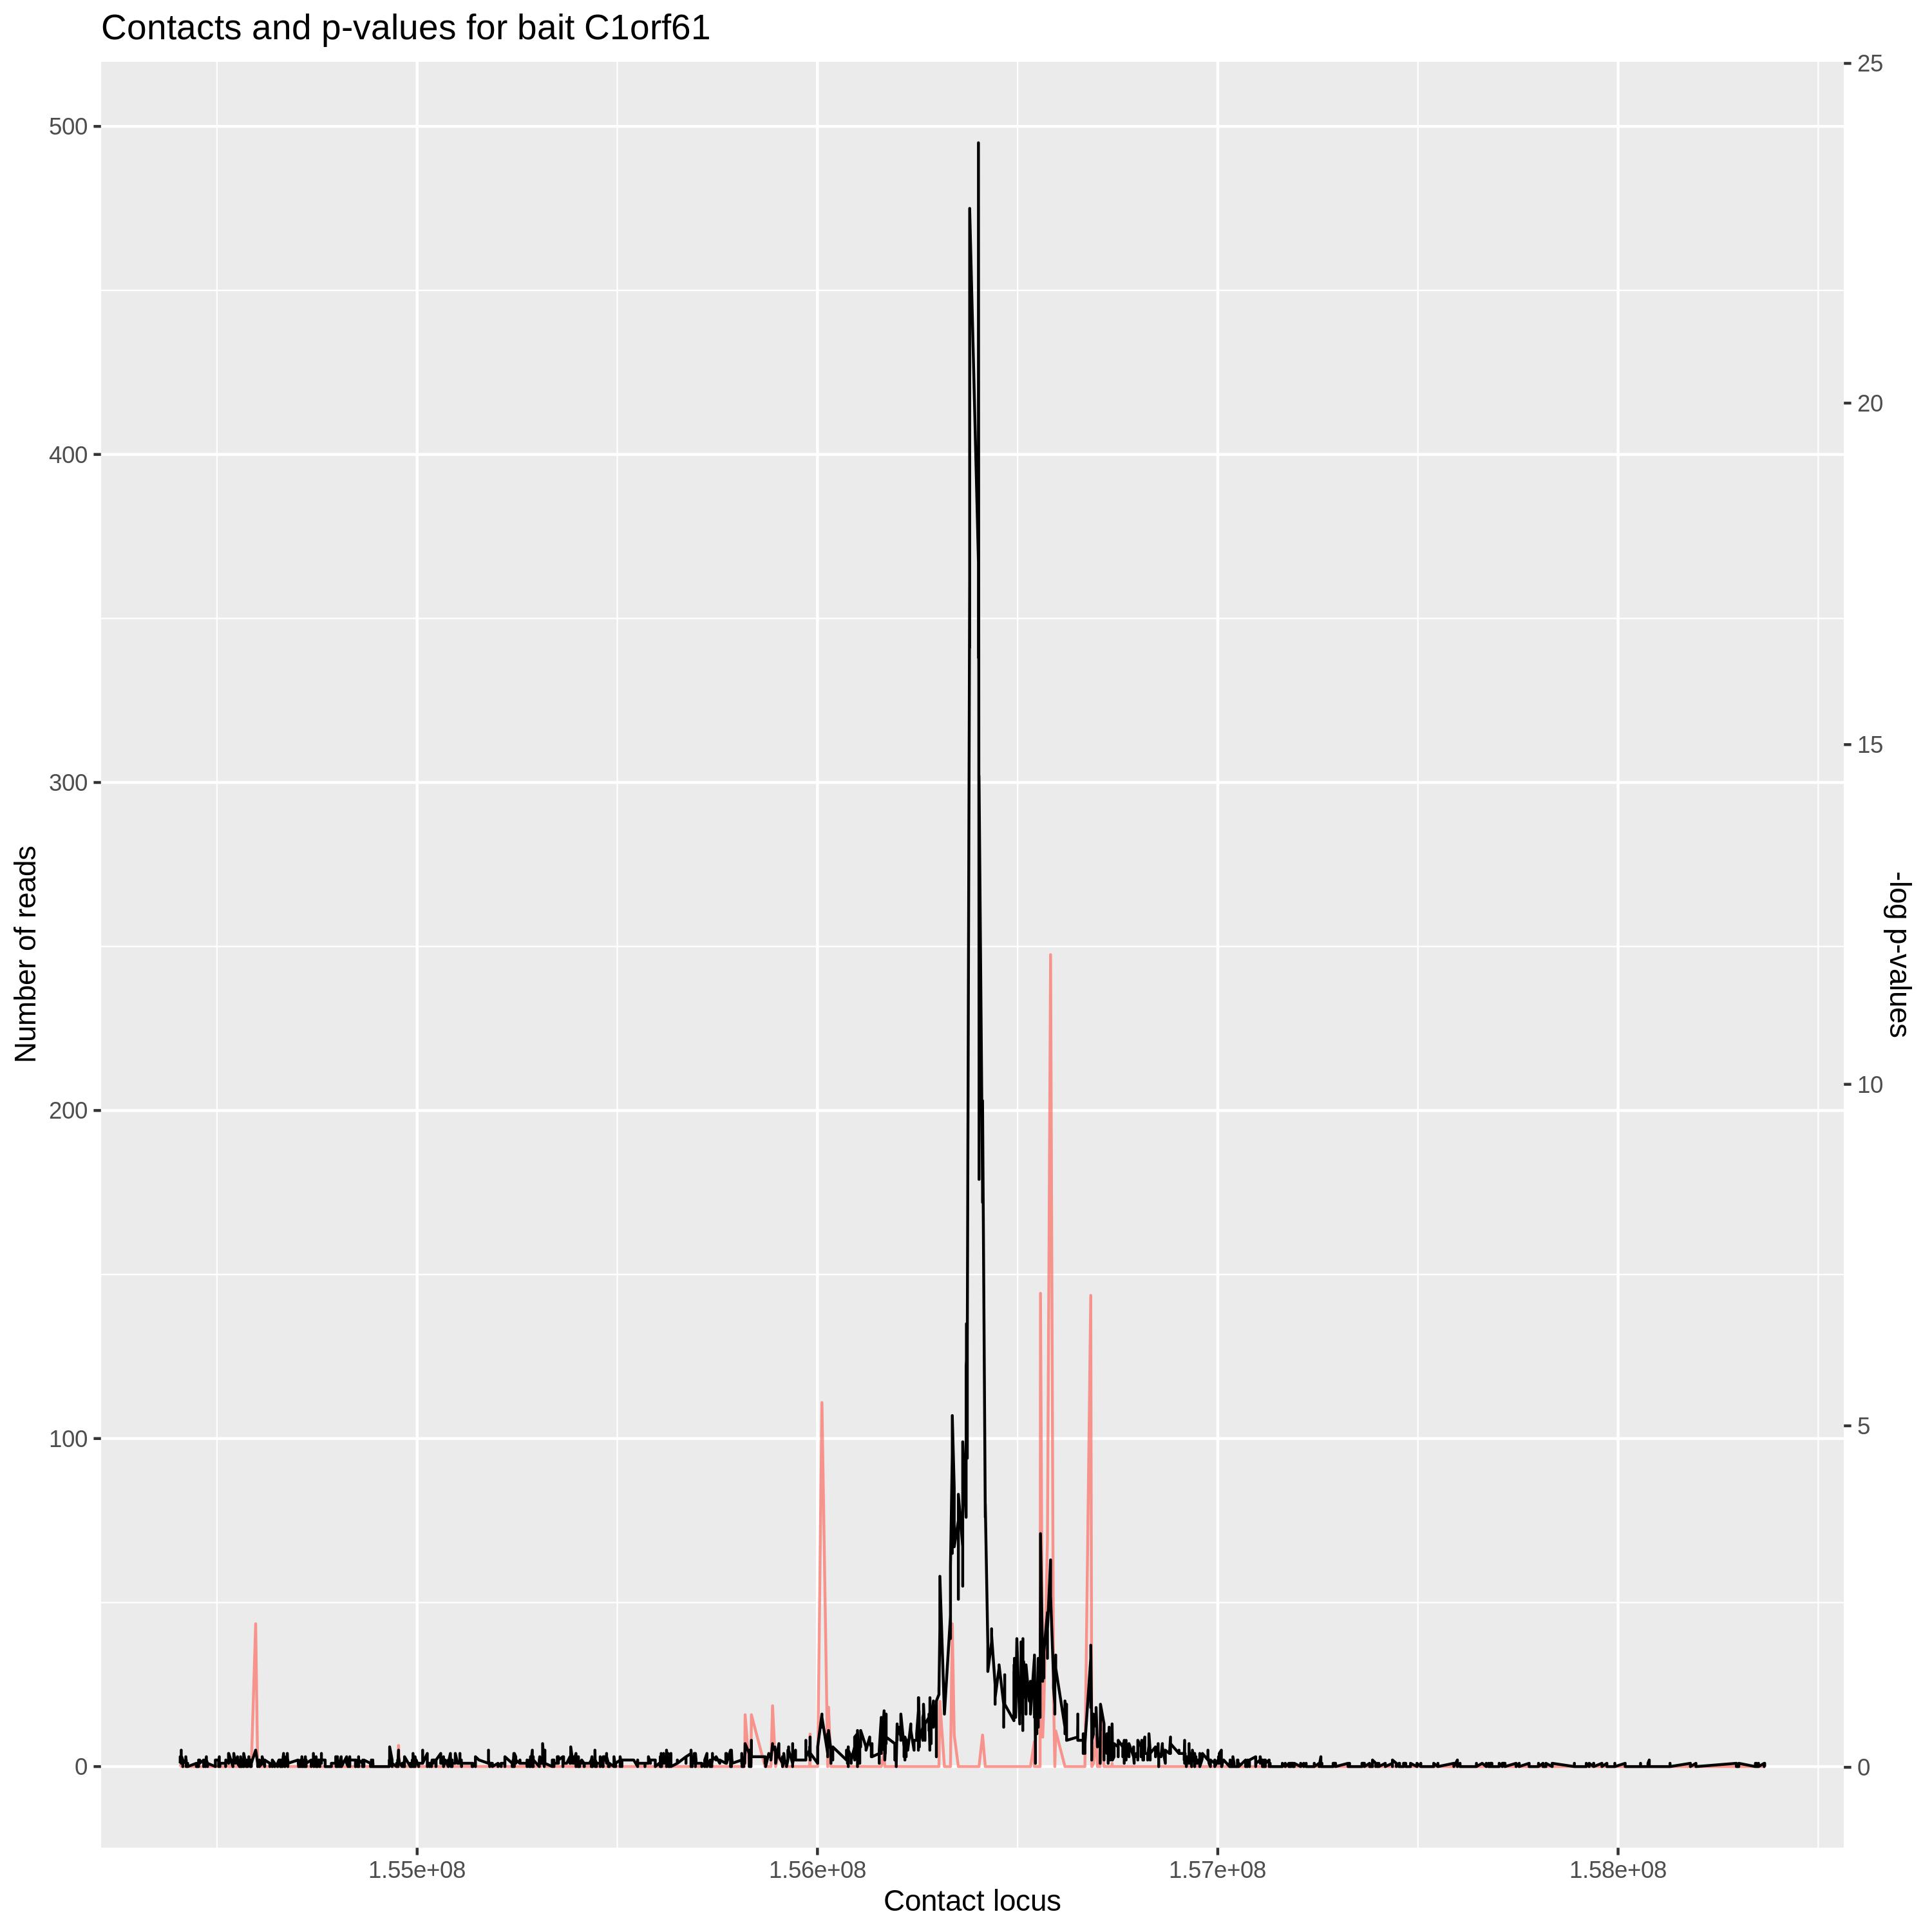 Contacts and p-values for bait C1orf61
25
500
20
400
15
300
Number of reads
-log p-values
10
200
5
100
0
0
1.55e+08
1.56e+08
1.57e+08
1.58e+08
Contact locus